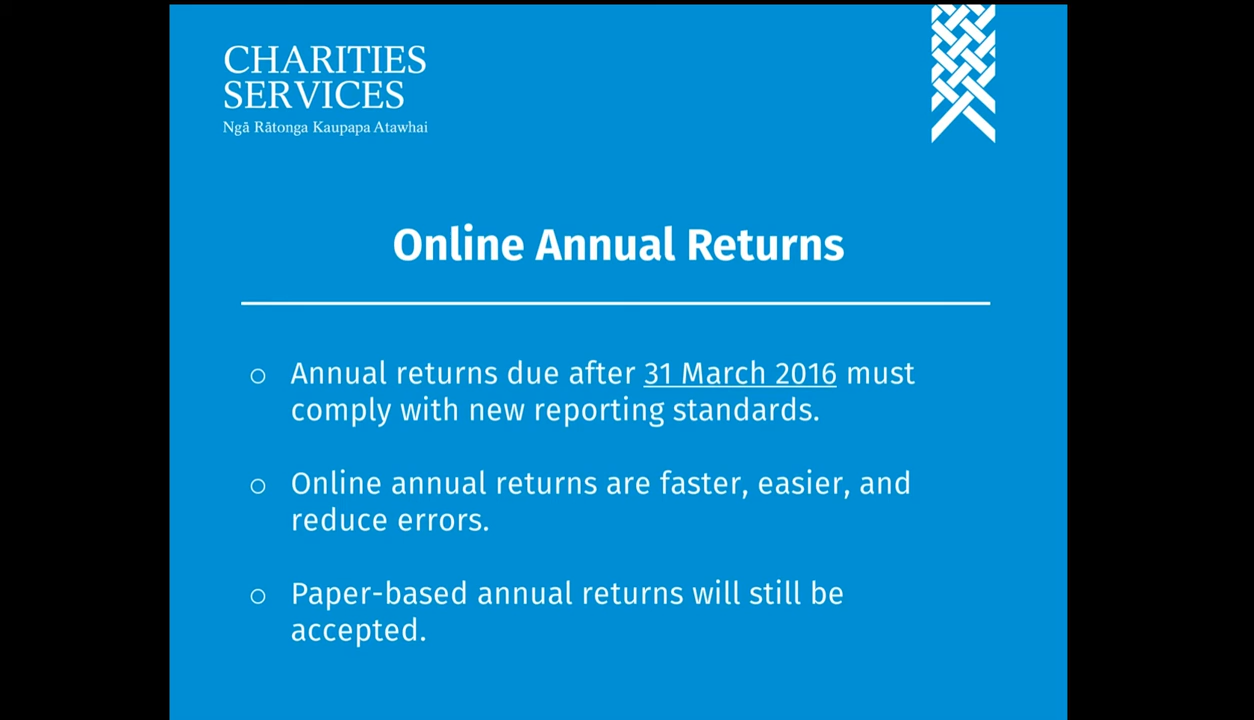 CHARITIES
SERVICES
Ngā Rātonga Kaupapa Atawhai
Online Annual Returns
○ Annual returns due after 31 March 2016 must
comply with new reporting standards.
○ Online annual returns are faster, easier, and
reduce errors.
○ Paper-based annual returns will still be
accepted.